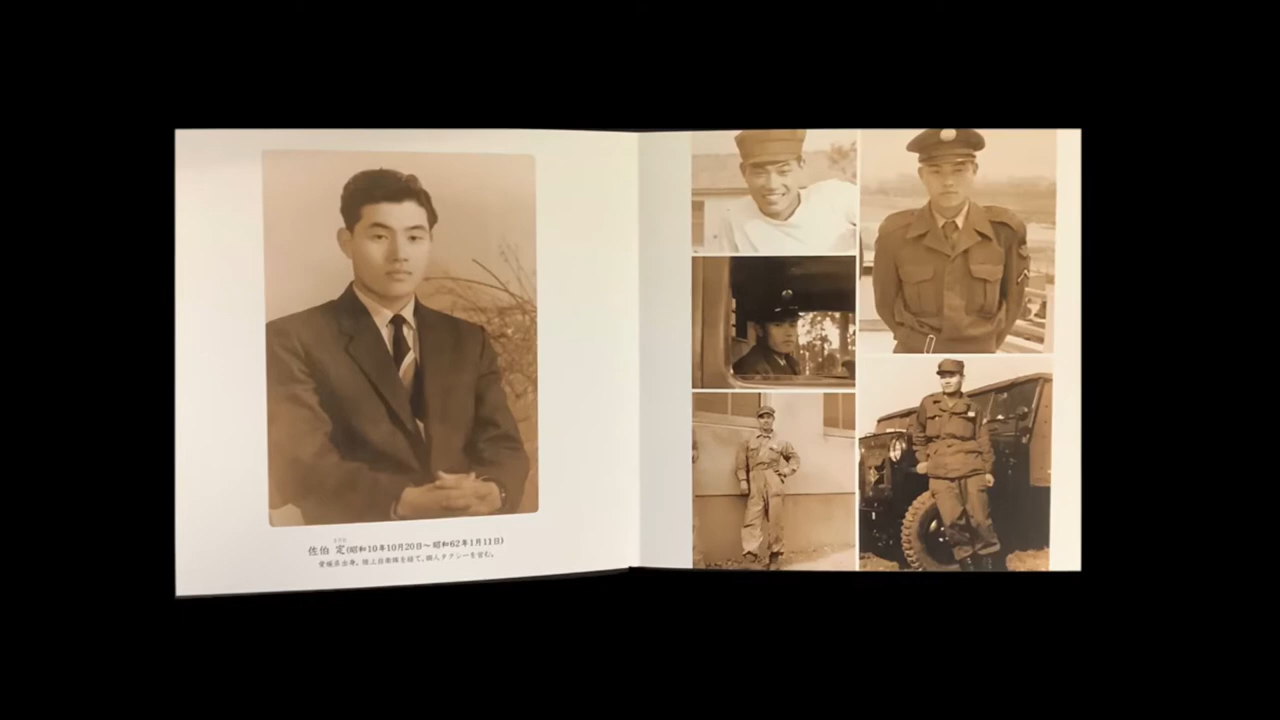 佐伯 定(昭和10年10月20日〜昭和62年1月11日)
愛媛県出身。陸上自衛隊を経て、個人タクシーを営む。